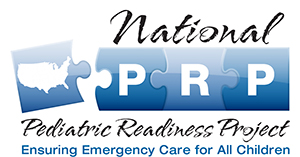 National
PRP
Pediatric Readiness Project
Ensuring Emergency Care for All Children